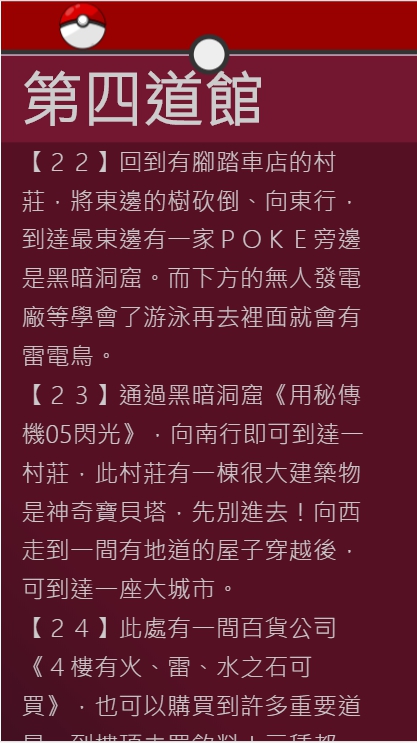 第四道館
【２２】回到有腳踏車店的村
莊．將東邊的樹砍倒、向東行．
到達最東邊有一家ＰＯＫＥ旁邊
是黑暗洞窟。而下方的無人發電
廠等學會了游泳再去裡面就會有
雷電鳥。
【２３】通過黑暗洞窟《用秘傳
機05閃光》．向南行即可到達一
村莊．此村莊有一棟很大建築物
是神奇寶貝塔．先別進去！向西
走到一間有地道的屋子穿越後．
可到達一座大城市。
【２４】此處有一間百貨公司
《４樓有火、雷、水之石可
買》．也可以購買到許多重要道